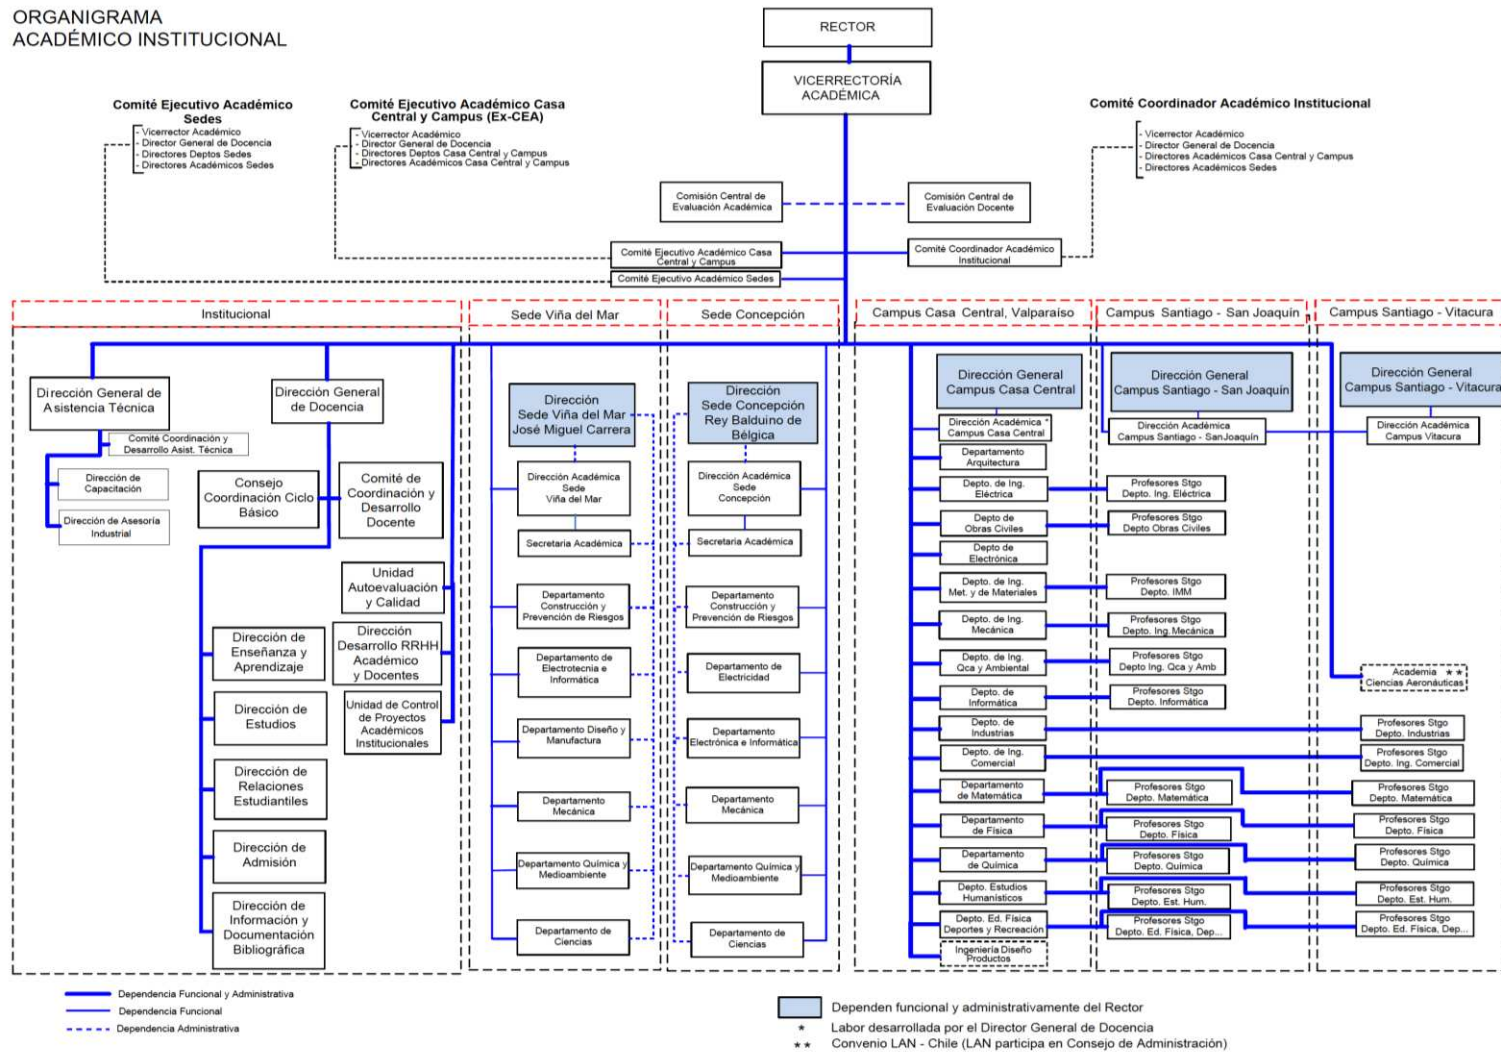 ORGANIGRAMA
ACADÉMICO INSTITUCIONAL
RECTOR
VICERRECTORÍA
ACADÉMICA
Comité Ejecutivo Académico
Sedes
- Vicerrector Académico
- Director General de Docencia
- Directores Deptos Sedes
- Directores Académicos Sedes
Comité Ejecutivo Académico Casa
Central y Campus (Ex-CEA)
- Vicerrector Académico
- Director General de Docencia
- Directores Deptos Casa Central y Campus
- Directores Académicos Casa Central y Campus
Comité Coordinador Académico Institucional
- Vicerrector Académico
- Director General de Docencia
- Directores Académicos Casa Central y Campus
- Directores Académicos Sedes
Comisión Central de
Evaluación Académica
Comisión Central de
Evaluación Docente
Comité Ejecutivo Académico Casa
Central y Campus
Comité Coordinador Académico
Institucional
Comité Ejecutivo Académico Sedes
Institucional
Sede Viña del Mar
Sede Concepción
Campus Casa Central, Valparaíso
Campus Santiago - San Joaquín
Campus Santiago - Vitacura
Dirección General de
Asistencia Técnica
Comité Coordinación y
Desarrollo Asist. Técnica
Dirección de
Capacitación
Dirección de Asesoría
Industrial
Dirección General
de Docencia
Consejo
Coordinación Ciclo
Básico
Comité de
Coordinación y
Desarrollo
Docente
Unidad
Autoevaluación
y Calidad
Dirección
Desarrollo RRHH
Académico
y Docentes
Unidad de Control
de Proyectos
Académicos
Institucionales
Dirección de
Enseñanza y
Aprendizaje
Dirección de
Estudios
Dirección de
Relaciones
Estudiantiles
Dirección de
Admisión
Dirección de
Información y
Documentación
Bibliográfica
Dirección
Sede Viña del Mar
José Miguel Carrera
Dirección Académica
Sede
Viña del Mar
Secretaria Académica
Departamento
Construcción y
Prevención de Riesgos
Departamento de
Electrotecnia e
Informática
Departamento Diseño y
Manufactura
Departamento
Mecánica
Departamento Química y
Medioambiente
Departamento de
Ciencias
Dirección
Sede Concepción
Rey Balduino de
Bélgica
Dirección Académica
Sede
Concepción
Secretaria Académica
Departamento
Construcción y
Prevención de Riesgos
Departamento de
Electricidad
Departamento
Electrónica e Informática
Departamento
Mecánica
Departamento Química y
Medioambiente
Departamento de
Ciencias
Dirección General
Campus Casa Central
Dirección Académica *
Campus Casa Central
Departamento
Arquitectura
Depto. de Ing.
Eléctrica
Depto de
Obras Civiles
Depto de
Electrónica
Depto. de Ing.
Met. y de Materiales
Depto. de Ing.
Mecánica
Depto. de Ing.
Qca y Ambiental
Depto. de
Informática
Depto. de
Industrias
Depto. de Ing.
Comercial
Departamento
de Matemática
Departamento
de Física
Departamento
de Química
Depto. Estudios
Humanísticos
Depto. Ed. Física
Deportes y Recreación
Ingeniería Diseño
Productos
Dirección General
Campus Santiago - San Joaquín
Dirección Académica
Campus Santiago - SanJoaquín
Profesores Stgo
Depto. Ing. Eléctrica
Profesores Stgo
Depto Obras Civiles
Profesores Stgo
Depto. IMM
Profesores Stgo
Depto. Ing. Mecánica
Profesores Stgo
Depto Ing. Qca y Amb
Profesores Stgo
Depto. Informática
Profesores Stgo
Depto. Matemática
Profesores Stgo
Depto. Física
Profesores Stgo
Depto. Química
Profesores Stgo
Depto. Est. Hum.
Profesores Stgo
Depto. Ed. Física, Dep...
Dirección General
Campus Santiago - Vitacura
Dirección Académica
Campus Vitacura
Academia **
Ciencias Aeronáuticas
Profesores Stgo
Depto. Industrias
Profesores Stgo
Depto. Ing. Comercial
Profesores Stgo
Depto. Matemática
Profesores Stgo
Depto. Física
Profesores Stgo
Depto. Química
Profesores Stgo
Depto. Est. Hum.
Profesores Stgo
Depto. Ed. Física, Dep...
Dependencia Funcional y Administrativa
Dependencia Funcional
Dependencia Administrativa
Dependen funcional y administrativamente del Rector
* Labor desarrollada por el Director General de Docencia
** Convenio LAN - Chile (LAN participa en Consejo de Administración)